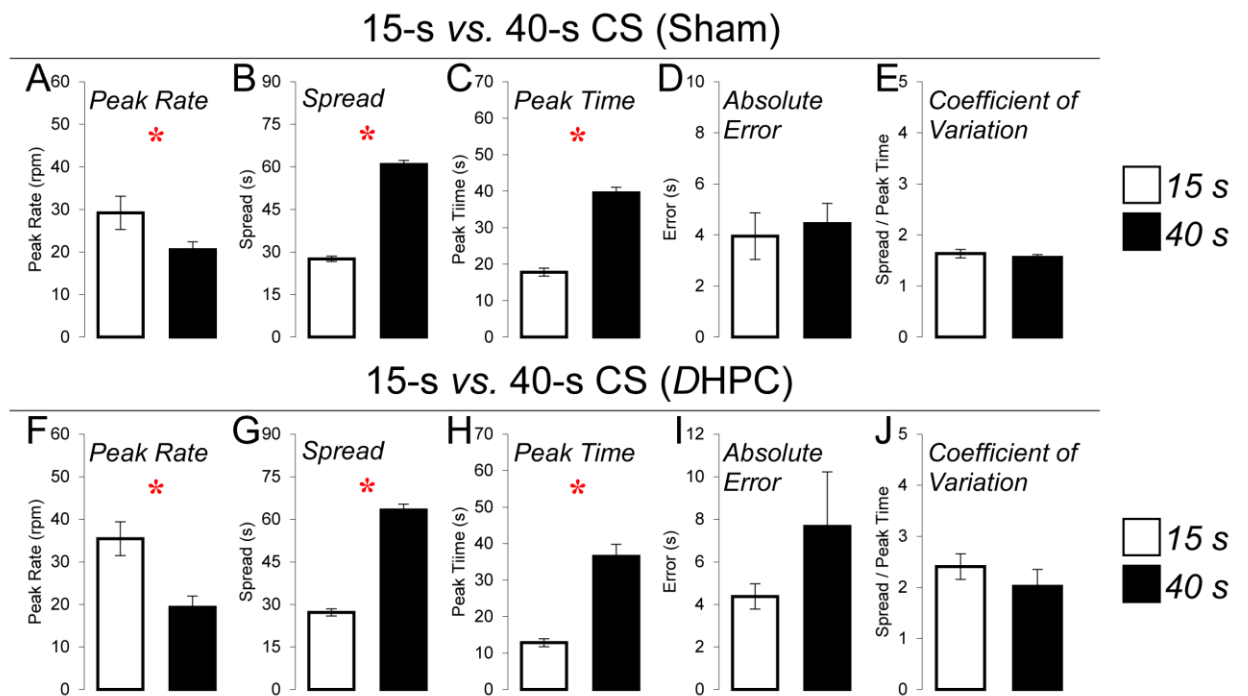 15-s vs. 40-s CS (Sham)
A
60
50
40
30
20
10
0
Peak Rate (rpm)
Peak Rate
*
B
90
75
60
45
30
15
0
Spread (s)
Spread
*
C
70
60
50
40
30
20
10
0
Peak Tiime (s)
Peak Time
*
D
10
8
6
4
2
0
Error (s)
Absolute
Error
E
5
4
3
2
1
0
Spread / Peak Time
Coefficient of
Variation
15 s
40 s
15-s vs. 40-s CS (DHPC)
F
60
50
40
30
20
10
0
Peak Rate (rpm)
Peak Rate
*
G
90
75
60
45
30
15
0
Spread (s)
Spread
*
H
70
60
50
40
30
20
10
0
Peak Tiime (s)
Peak Time
*
I
12
10
8
6
4
2
0
Error (s)
Absolute
Error
J
5
4
3
2
1
0
Spread / Peak Time
Coefficient of
Variation
15 s
40 s